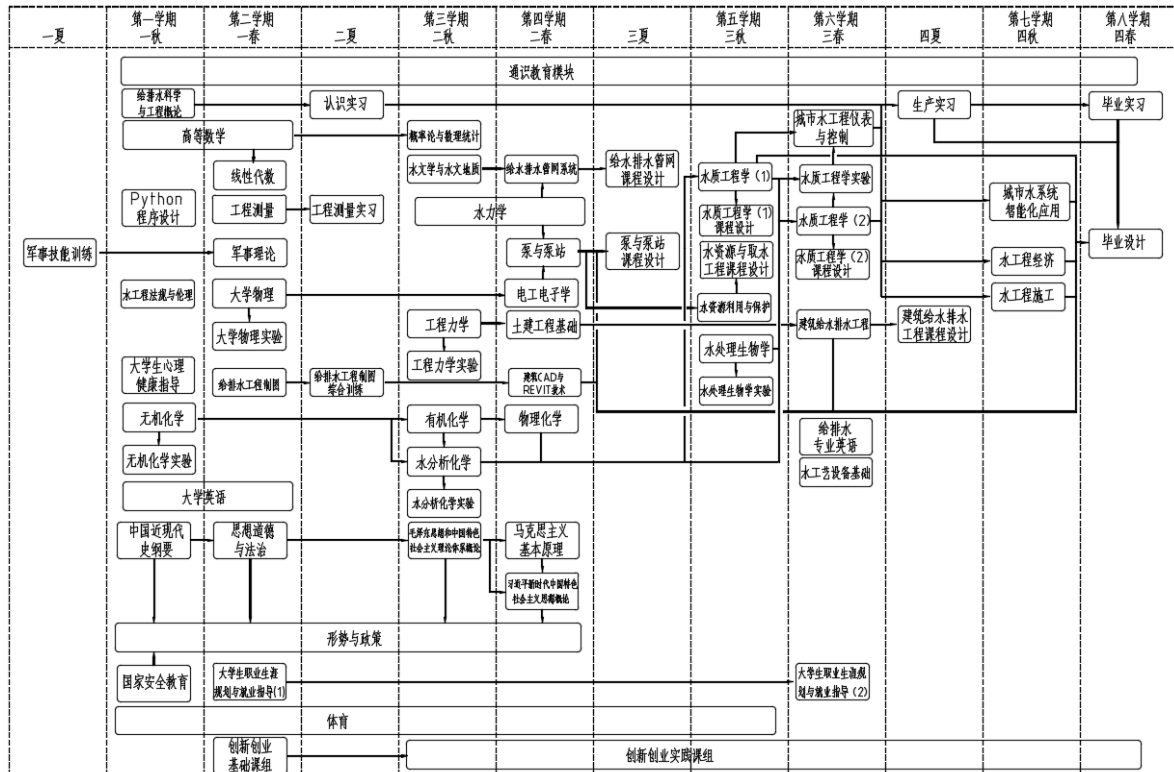 第一学期
第二学期
第三学期
第四学期
第五学期
第六学期
第七学期
第八学期
一夏
一秋
一春
二夏
二秋
二春
三夏
三秋
三春
四夏
四秋
四春
通识教育模块
给排水科学
与工程概论
认识实习
生产实习
毕业实习
高等数学
概率论与数理统计
城市水工程仪表
与控制
线性代数
水文学与水文地质
给水排水管网系统
给水排水管网
课程设计
水质工程学（1）
水质工程学实验
Python
程序设计
工程测量
工程测量实习
水力学
水质工程学（1）
课程设计
水质工程学（2）
城市水系统
智能化应用
军事技能训练
军事理论
泵与泵站
泵与泵站
课程设计
水资源与取水
工程课程设计
水质工程学（2）
课程设计
水工程经济
毕业设计
水工程法规与伦理
大学物理
电工电子学
水资源利用与保护
水工程施工
大学物理实验
工程力学
土建工程基础
水处理生物学
建筑给水排水工程
建筑给水排水
工程课程设计
大学生心理
健康指导
给排水工程制图
给排水工程制图
综合训练
工程力学实验
建筑CAD与
REVIT技术
水处理生物学实验
无机化学
有机化学
物理化学
给排水
专业英语
无机化学实验
水分析化学
水工艺设备基础
大学英语
水分析化学实验
中国近现代
史纲要
思想道德
与法治
毛泽东思想和中国特色
社会主义理论体系概论
马克思主义
基本原理
习近平新时代中国特色
社会主义思想概论
形势与政策
国家安全教育
大学生职业生涯
规划与就业指导(1)
大学生职业生涯规
划与就业指导（2）
体育
创新创业
基础课组
创新创业实践课组